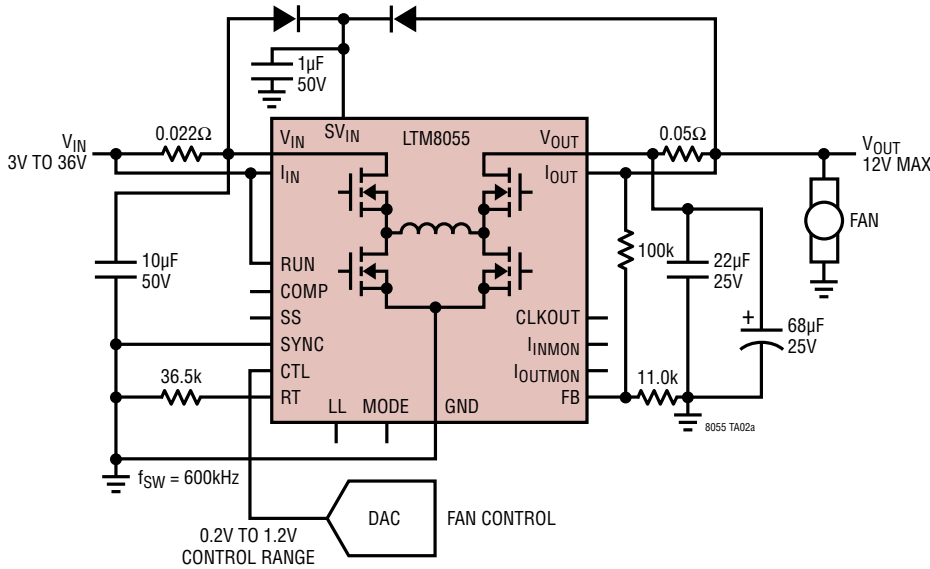 1µF
50V
V_IN
3V TO 36V
0.022Ω
V_IN
SV_IN
LTM8055
V_OUT
0.05Ω
V_OUT
12V MAX
I_IN
I_OUT
FAN
100k
10µF
50V
22µF
25V
RUN
COMP
SS
CLKOUT
+
68µF
25V
SYNC
I_INMON
CTL
I_OUTMON
36.5k
RT
11.0k
FB
LL
MODE
GND
8055 TA02a
f_SW = 600kHz
DAC
FAN CONTROL
0.2V TO 1.2V
CONTROL RANGE